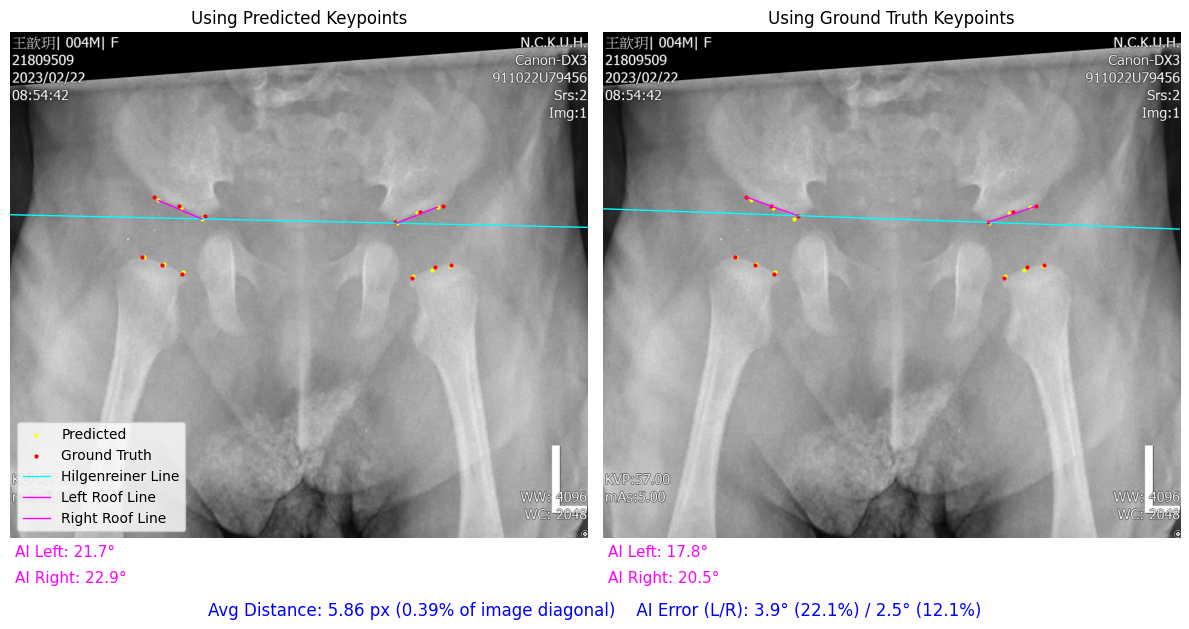 Using Predicted Keypoints
王歆玥| 004M| F
21809509
2023/02/22
08:54:42
N.C.K.U.H.
Canon-DX3
911022U79456
Srs:2
Img:1
Predicted
Ground Truth
Hilgenreiner Line
Left Roof Line
Right Roof Line
WW: 4096
WC: 2048
AI Left: 21.7°
AI Right: 22.9°
Using Ground Truth Keypoints
王歆玥| 004M| F
21809509
2023/02/22
08:54:42
N.C.K.U.H.
Canon-DX3
911022U79456
Srs:2
Img:1
KVP:57.00
mAs:5.00
WW: 4096
WC: 2048
AI Left: 17.8°
AI Right: 20.5°
Avg Distance: 5.86 px (0.39% of image diagonal) AI Error (L/R): 3.9° (22.1%) / 2.5° (12.1%)